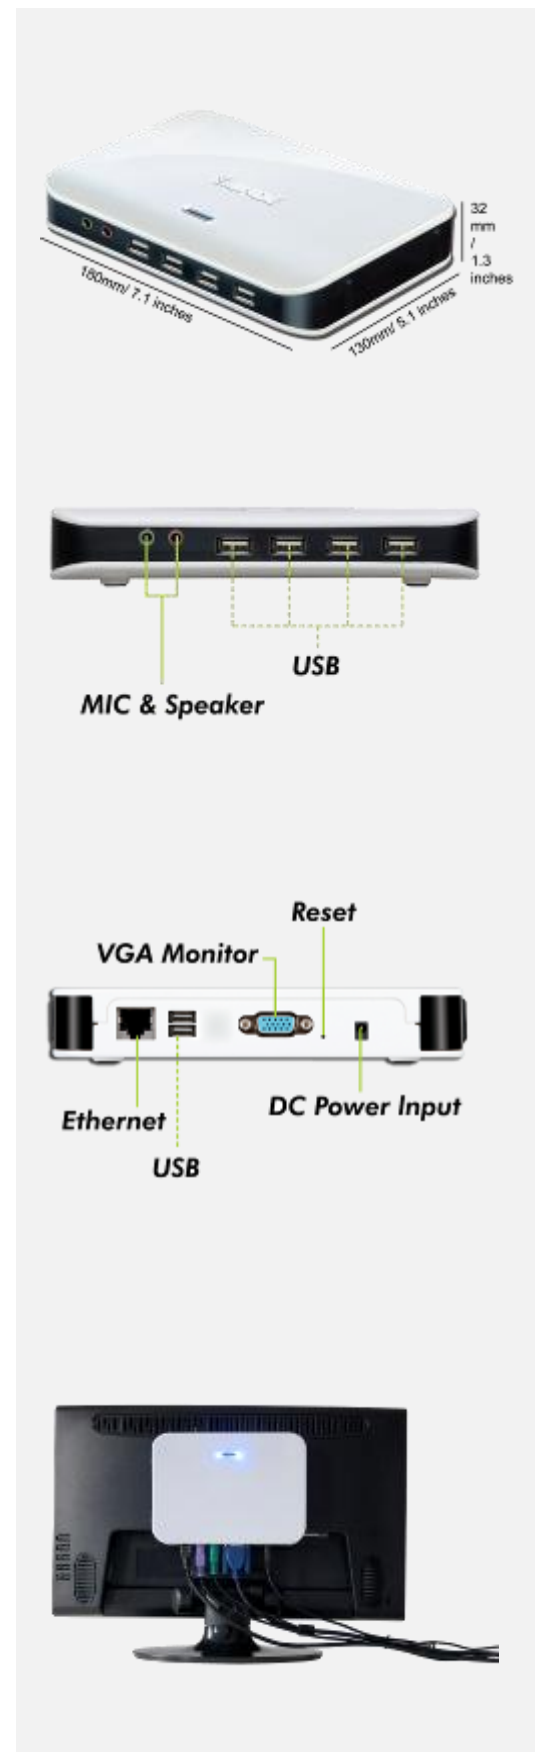 32
mm
/
1.3
inches
180mm/ 7.1 inches
130mm/ 5.1 inches
USB
MIC & Speaker
Reset
VGA Monitor
Ethernet
DC Power Input
USB